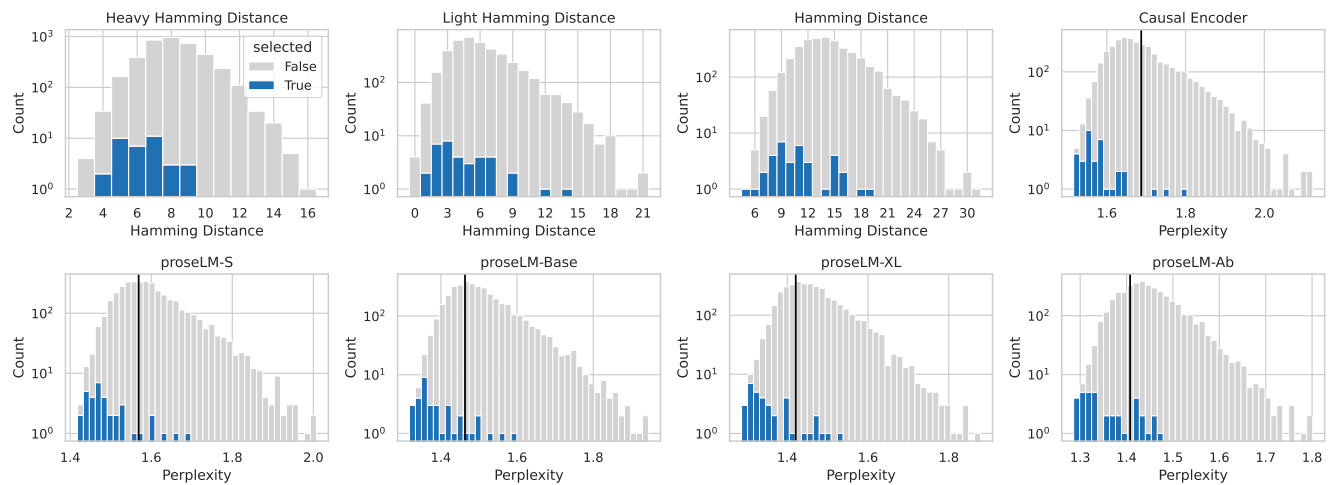 Heavy Hamming Distance
Light Hamming Distance
Hamming Distance
Causal Encoder
Count
10³
10²
10¹
10⁰
selected
False
True
2 4 6 8 10 12 14 16
Hamming Distance
Count
10²
10¹
10⁰
0 3 6 9 12 15 18 21
Hamming Distance
Count
10²
10¹
10⁰
6 9 12 15 18 21 24 27 30
Hamming Distance
Count
10²
10¹
10⁰
1.6 1.8 2.0
Perplexity
proseLM-S
proseLM-Base
proseLM-XL
proseLM-Ab
Count
10²
10¹
10⁰
1.4 1.6 1.8 2.0
Perplexity
Count
10²
10¹
10⁰
1.4 1.6 1.8
Perplexity
Count
10²
10¹
10⁰
1.4 1.6 1.8
Perplexity
Count
10²
10¹
10⁰
1.3 1.4 1.5 1.6 1.7 1.8
Perplexity